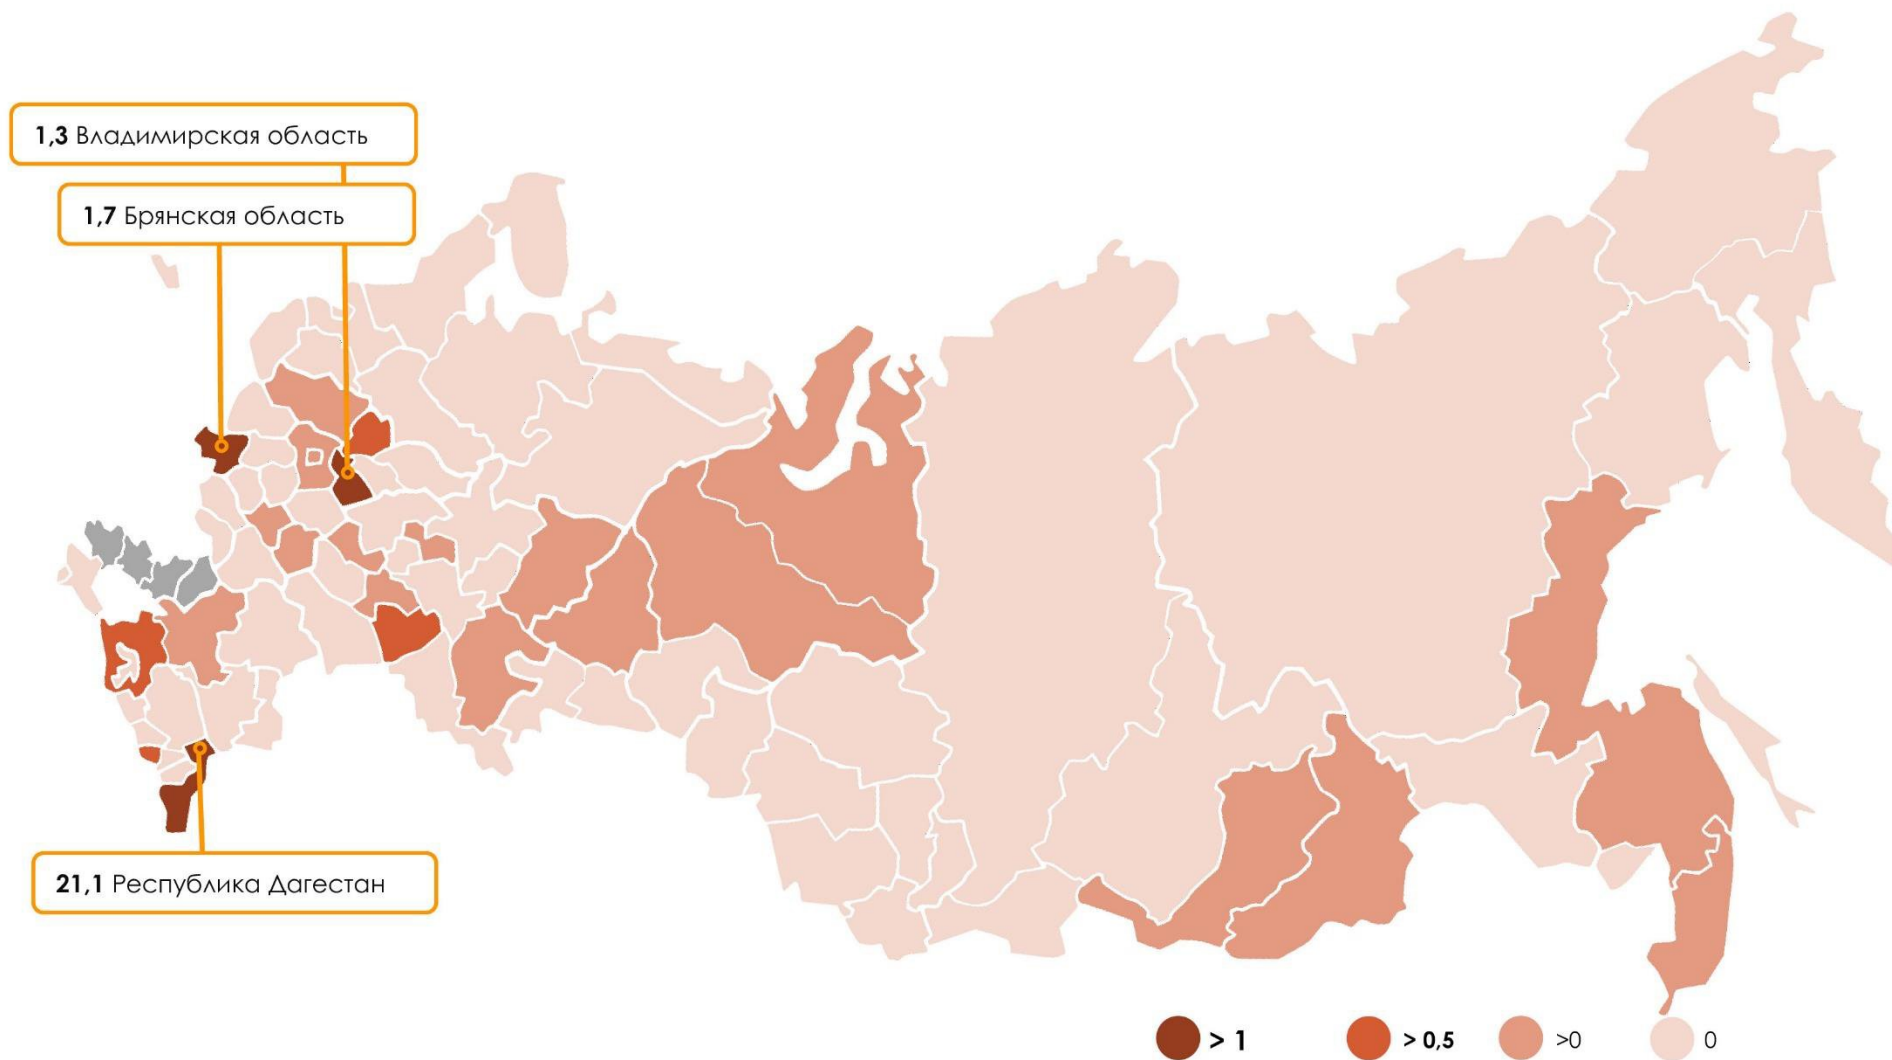 1,3 Владимирская область
1,7 Брянская область
21,1 Республика Дагестан
> 1
> 0,5
>0
0